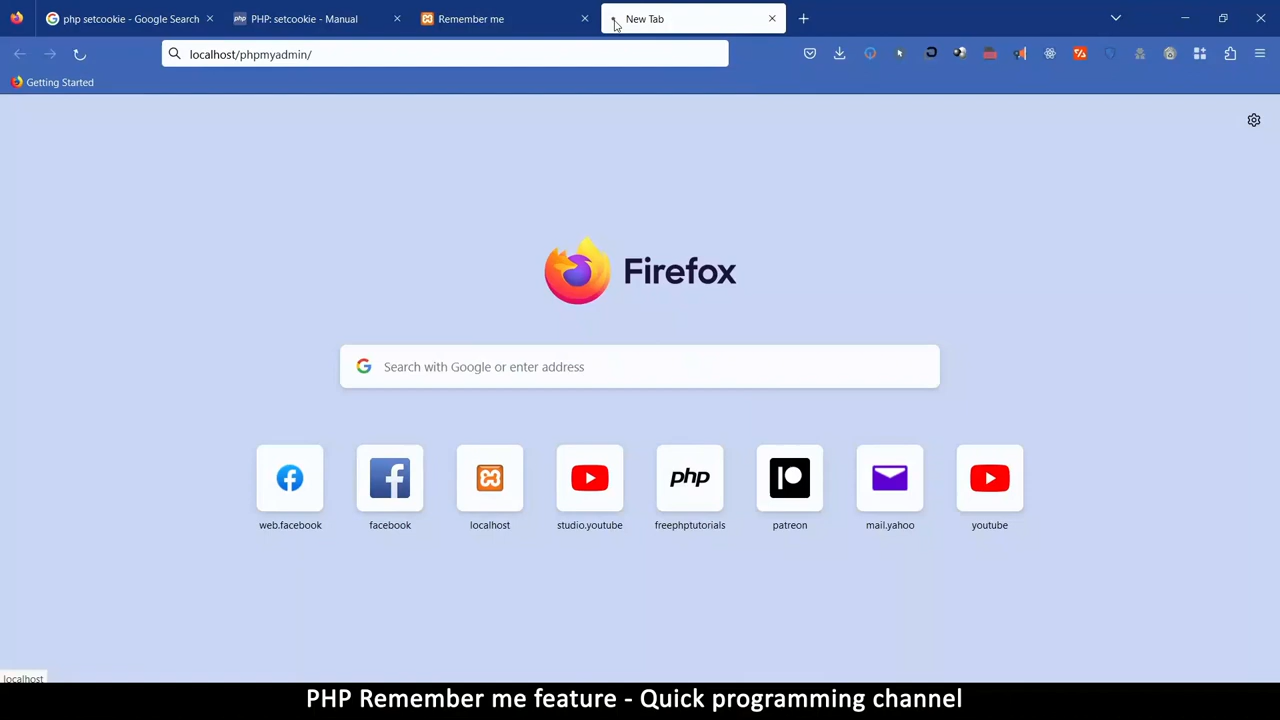 php setcookie - Google Search
php
PHP: setcookie - Manual
Remember me
New Tab
localhost/phpmyadmin/
Getting Started
Firefox
Search with Google or enter address
php
web.facebook
facebook
localhost
studio.youtube
freephptutorials
patreon
mail.yahoo
youtube
localhost
PHP Remember me feature - Quick programming channel